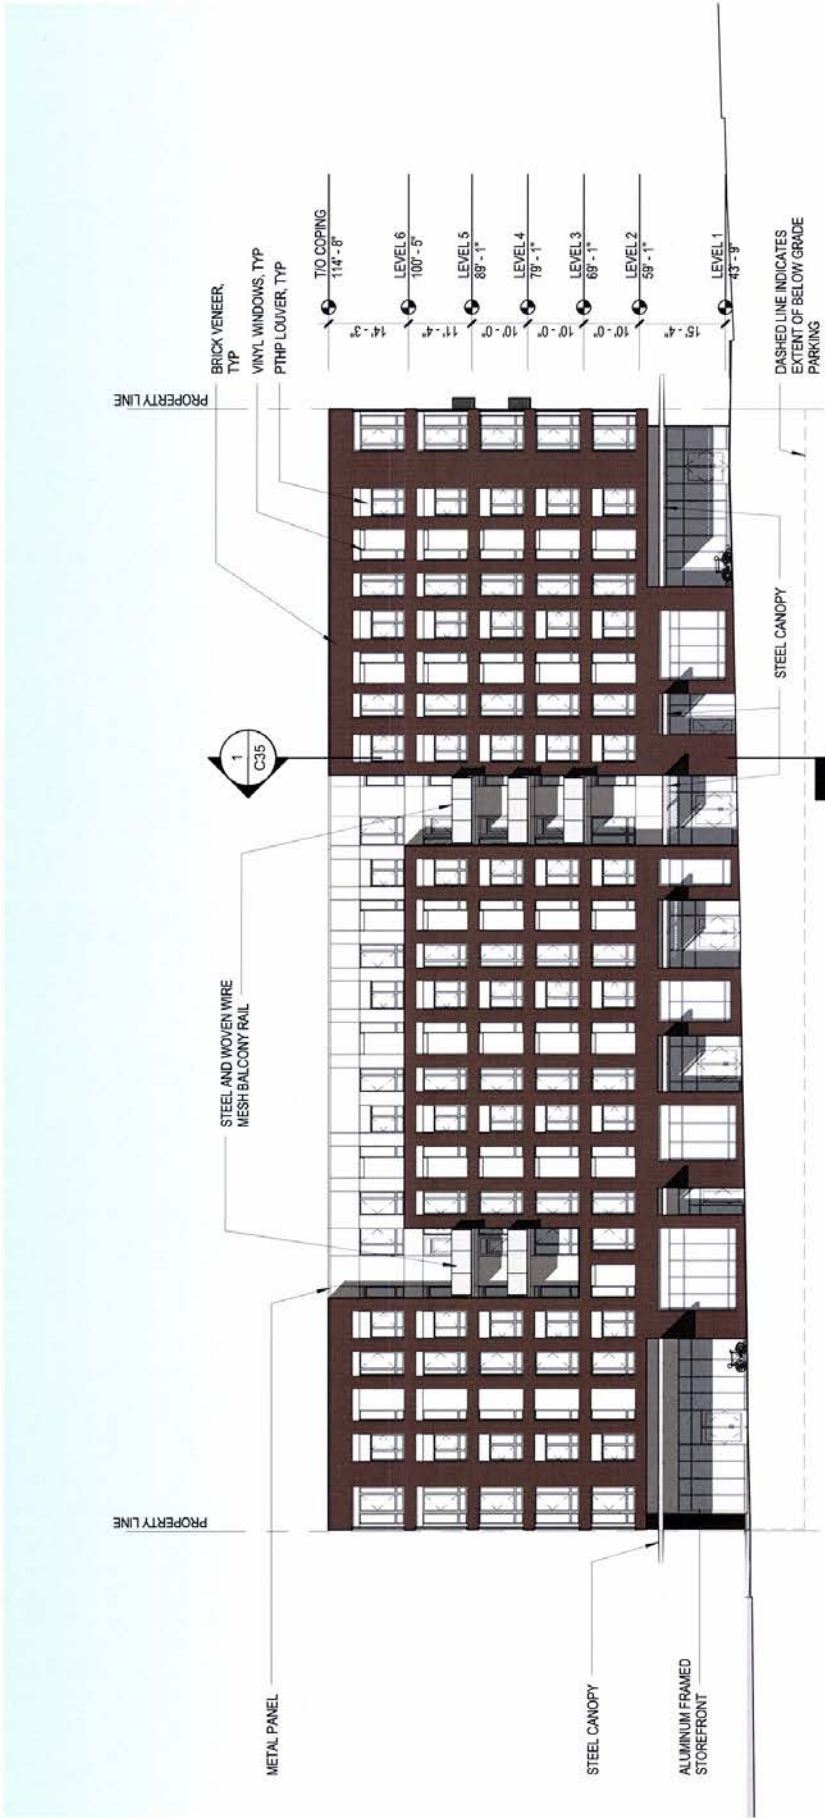 PROPERTY LINE
PROPERTY LINE
BRICK VENEER,
TYP
VINYL WINDOWS, TYP
PTHP LOUVER, TYP
T/O COPING
114' - 8"
LEVEL 6
100' - 5"
LEVEL 5
89' - 1"
LEVEL 4
79' - 1"
LEVEL 3
69' - 1"
LEVEL 2
59' - 1"
LEVEL 1
43' - 9"
14' - 3"
11' - 4"
10' - 0"
10' - 0"
10' - 0"
15' - 4"
DASHED LINE INDICATES
EXTENT OF BELOW GRADE
PARKING
STEEL CANOPY
1
C35
STEEL AND WOVEN WIRE
MESH BALCONY RAIL
METAL PANEL
STEEL CANOPY
ALUMINUM FRAMED
STOREFRONT